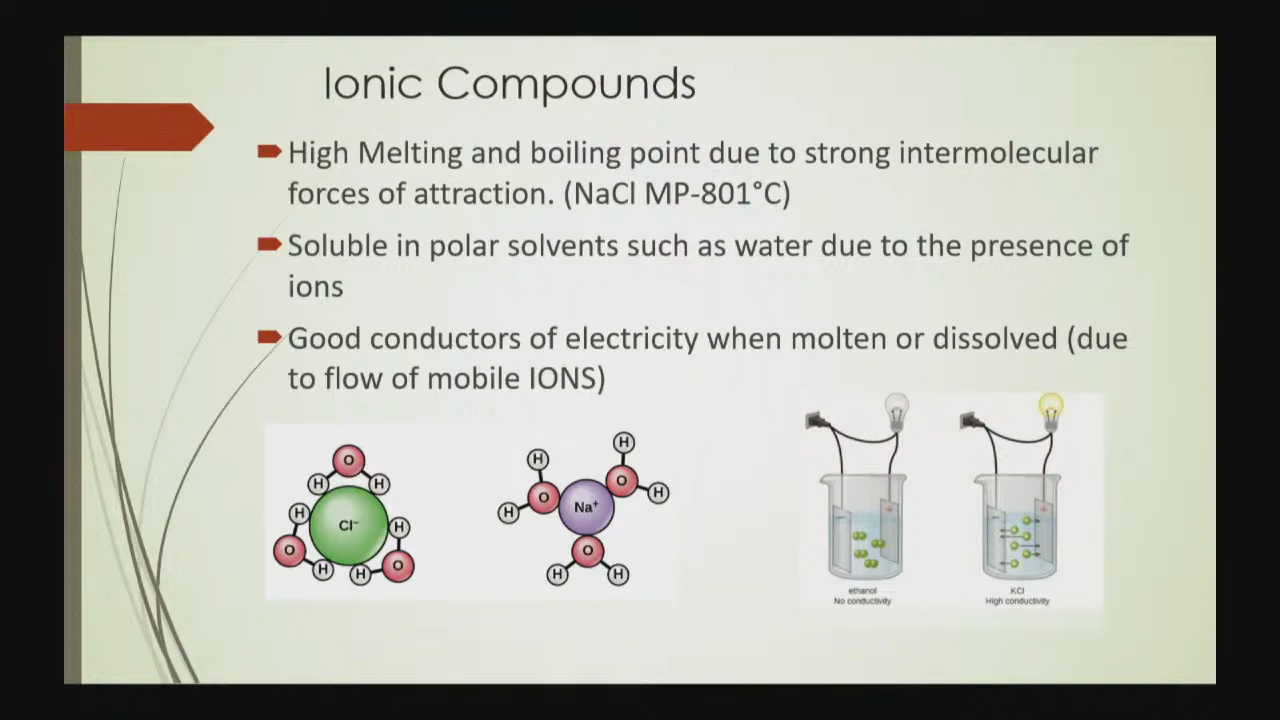 Ionic Compounds
High Melting and boiling point due to strong intermolecular
forces of attraction. (NaCl MP-801°C)
Soluble in polar solvents such as water due to the presence of
ions
Good conductors of electricity when molten or dissolved (due
to flow of mobile IONS)
O
H H
H Cl⁻ H
O O
H H
H H
H O O
H Na⁺ H
O
H H
ethanol
No conductivity
KCl
High conductivity